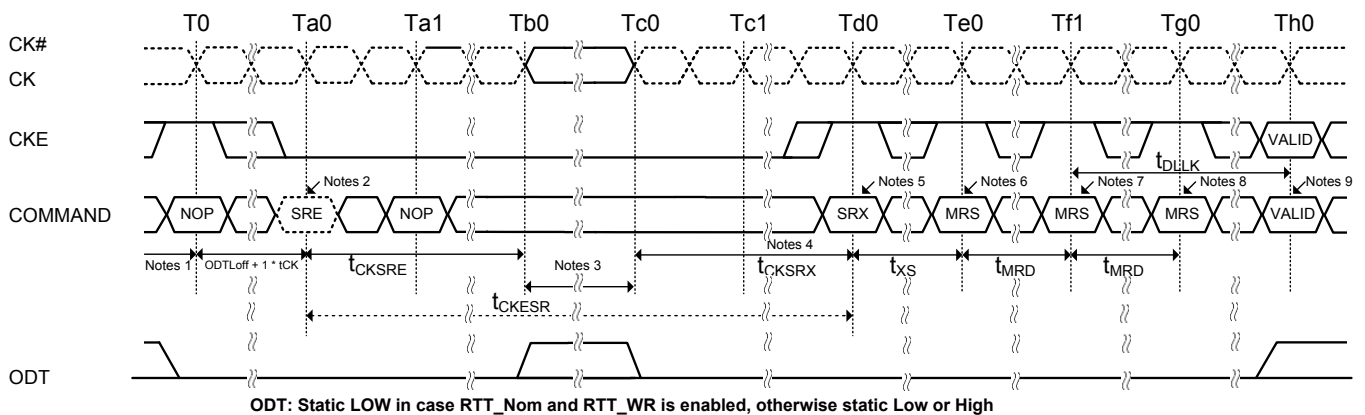 T0 Ta0 Ta1 Tb0 Tc0 Tc1 Td0 Te0 Tf1 Tg0 Th0
CK#
CK
CKE
VALID
tDLLK
Notes 2 Notes 5 Notes 6 Notes 7 Notes 8 Notes 9
COMMAND NOP SRE NOP SRX MRS MRS MRS VALID
Notes 1 ODTLoff + 1 * tCK tCKSRE Notes 3 Notes 4 tCKSRX tXS tMRD tMRD
tCKESR
ODT
ODT: Static LOW in case RTT_Nom and RTT_WR is enabled, otherwise static Low or High